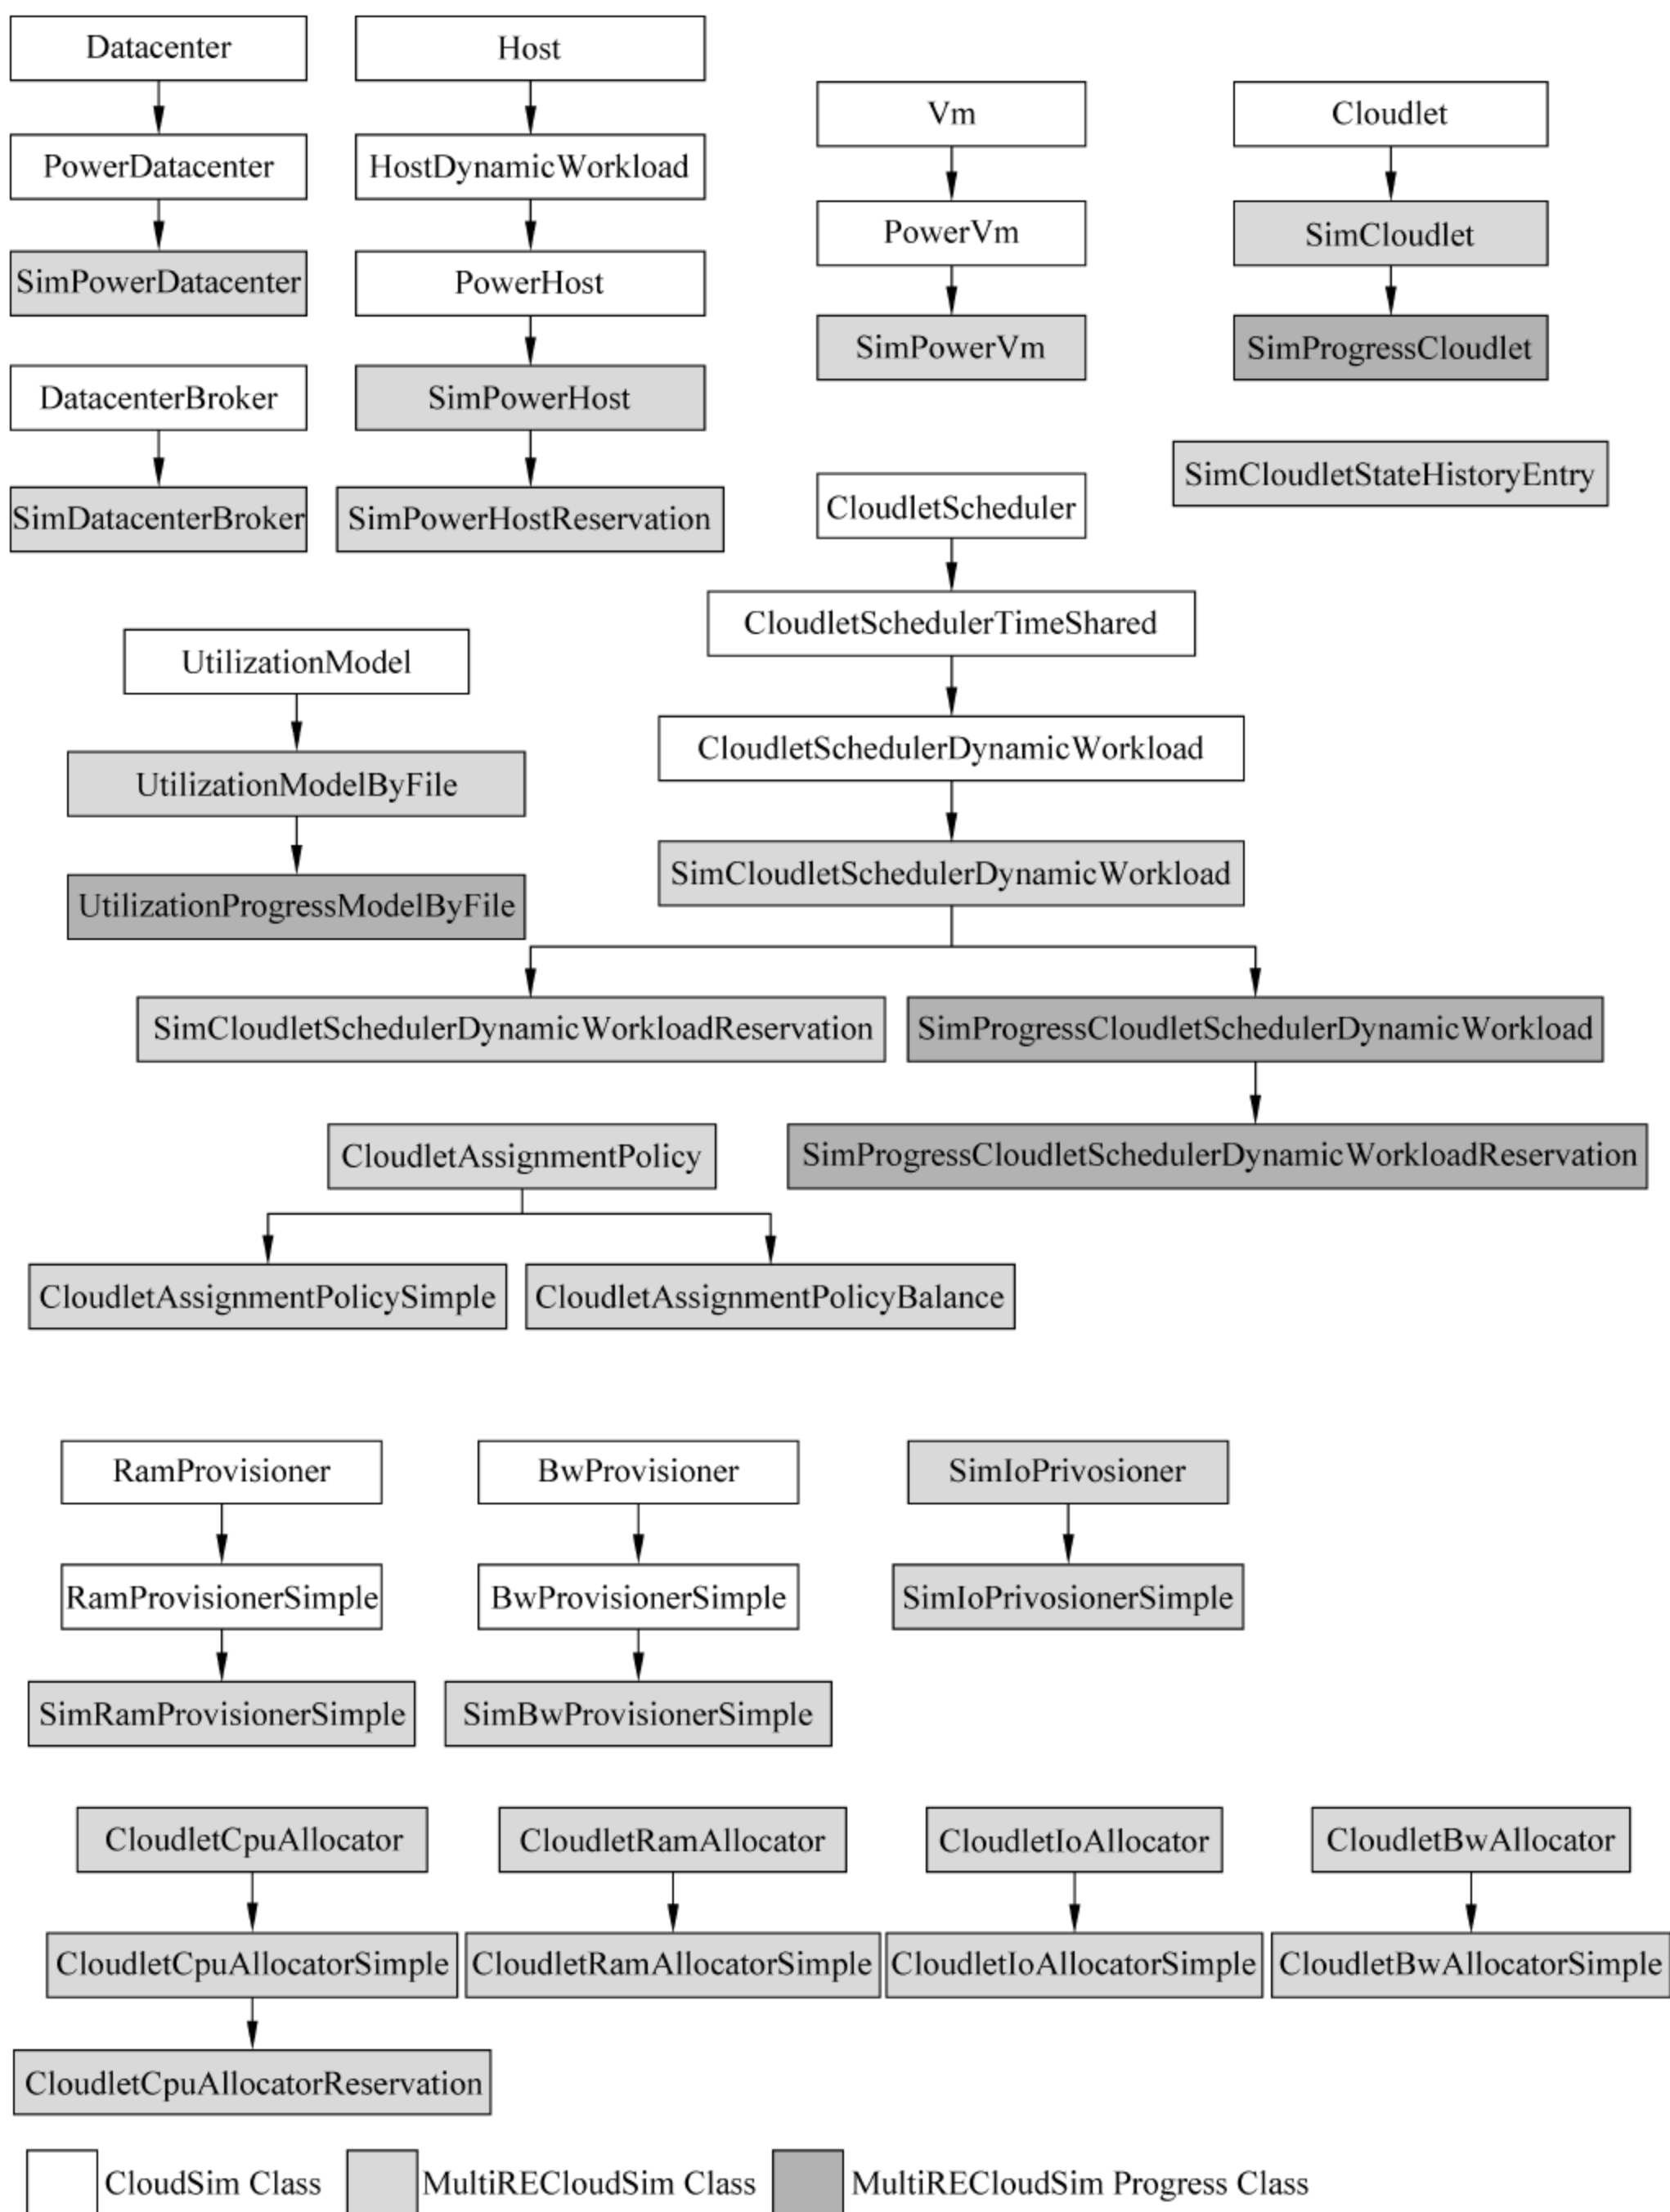 Datacenter
Host
Vm
Cloudlet
PowerDatacenter
HostDynamicWorkload
PowerVm
SimCloudlet
SimPowerDatacenter
PowerHost
SimPowerVm
SimProgressCloudlet
DatacenterBroker
SimPowerHost
SimCloudletStateHistoryEntry
SimDatacenterBroker
SimPowerHostReservation
CloudletScheduler
CloudletSchedulerTimeShared
UtilizationModel
CloudletSchedulerDynamicWorkload
UtilizationModelByFile
SimCloudletSchedulerDynamicWorkload
UtilizationProgressModelByFile
SimCloudletSchedulerDynamicWorkloadReservation
SimProgressCloudletSchedulerDynamicWorkload
CloudletAssignmentPolicy
SimProgressCloudletSchedulerDynamicWorkloadReservation
CloudletAssignmentPolicySimple
CloudletAssignmentPolicyBalance
RamProvisioner
BwProvisioner
SimIoPrivosioner
RamProvisionerSimple
BwProvisionerSimple
SimIoPrivosionerSimple
SimRamProvisionerSimple
SimBwProvisionerSimple
CloudletCpuAllocator
CloudletRamAllocator
CloudletIoAllocator
CloudletBwAllocator
CloudletCpuAllocatorSimple
CloudletRamAllocatorSimple
CloudletIoAllocatorSimple
CloudletBwAllocatorSimple
CloudletCpuAllocatorReservation
CloudSim Class
MultiRECloudSim Class
MultiRECloudSim Progress Class